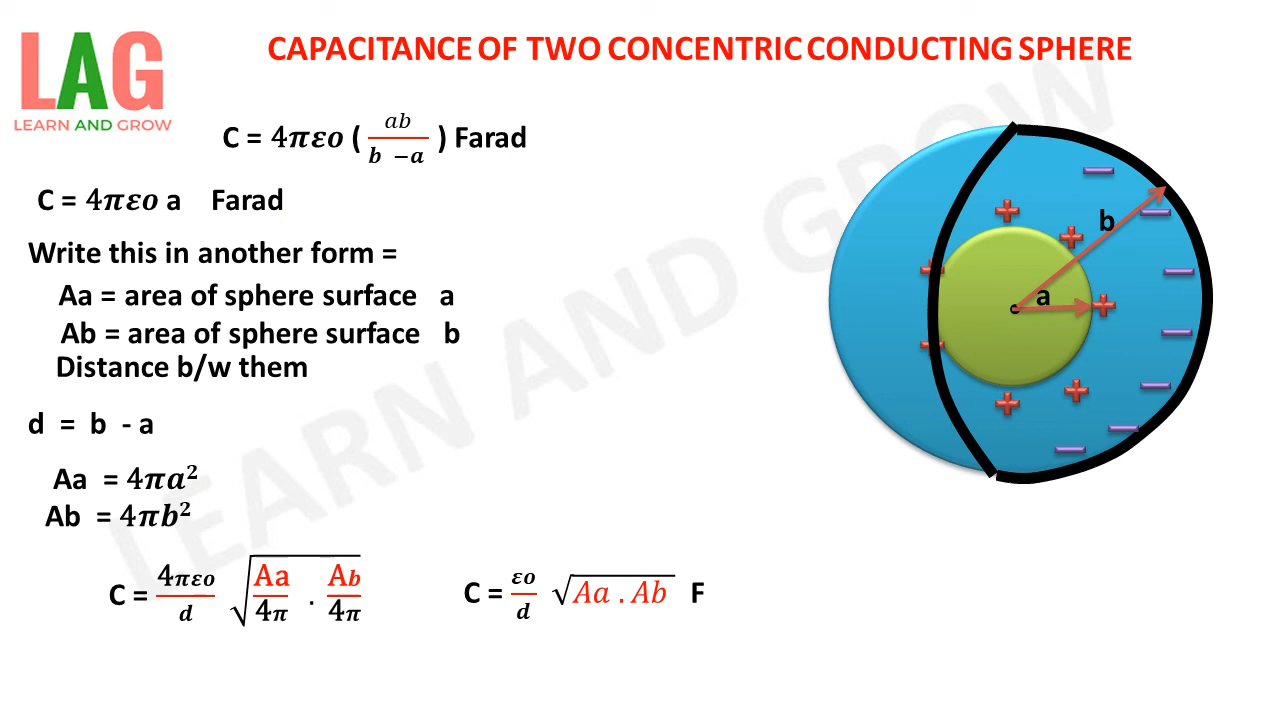 LAG
LEARN AND GROW
CAPACITANCE OF TWO CONCENTRIC CONDUCTING SPHERE
C = 4πεo ( ab / b − a ) Farad
C = 4πεo a Farad
Write this in another form =
Aa = area of sphere surface a
Ab = area of sphere surface b
Distance b/w them
d = b - a
Aa = 4πa²
Ab = 4πb²
C = 4πεo / d √ Aa / 4π . Ab / 4π
C = εo / d √ Aa . Ab F
b
a
LEARN AND GROW